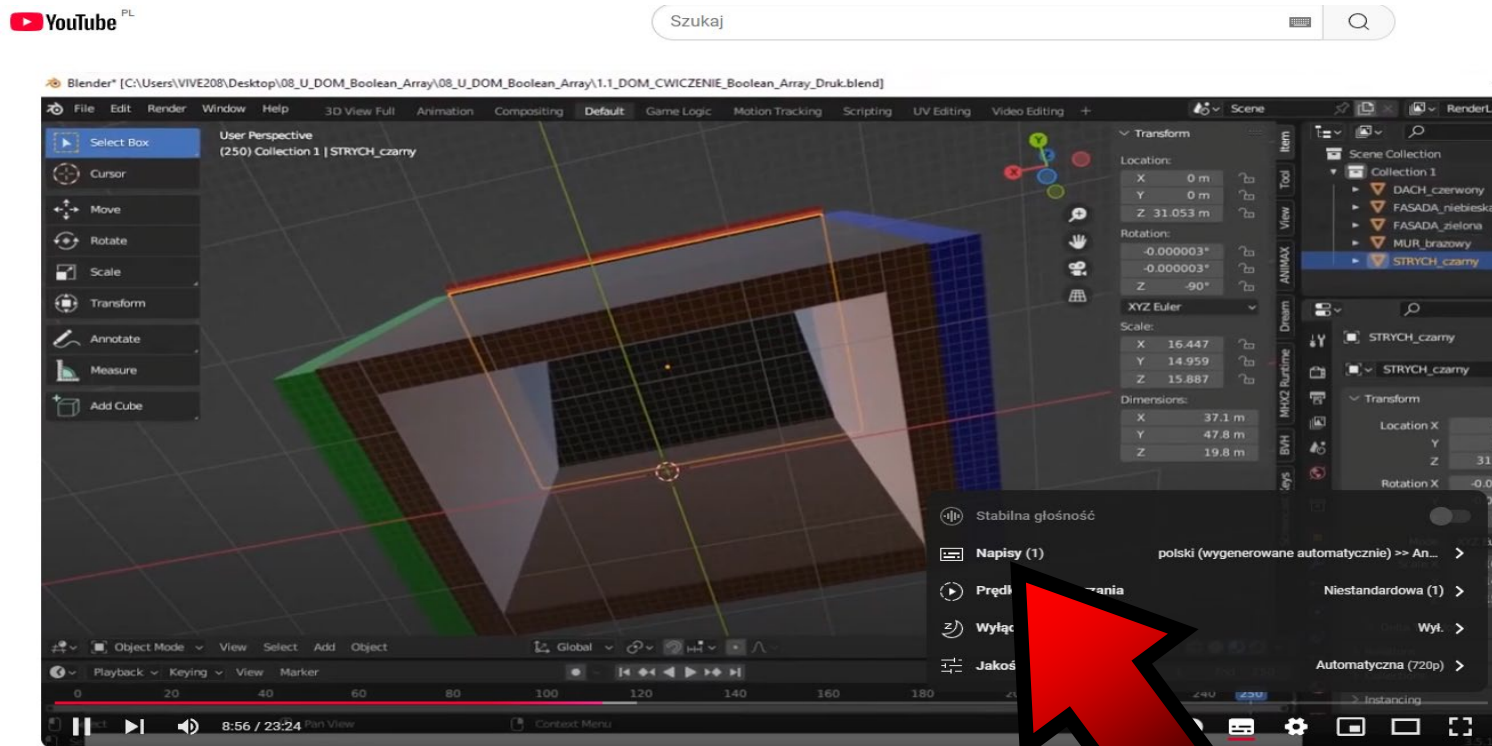 YouTube PL
Szukaj
Blender* [C:\Users\VIVE208\Desktop\08_U_DOM_Boolean_Array\08_U_DOM_Boolean_Array\1.1_DOM_CWICZENIE_Boolean_Array_Druk.blend]
File Edit Render Window Help 3D View Full Animation Compositing Default Game Logic Motion Tracking Scripting UV Editing Video Editing + Scene RenderL
Select Box
Cursor
Move
Rotate
Scale
Transform
Annotate
Measure
Add Cube
User Perspective
(250) Collection 1 | STRYCH_czarny
Y
X
Transform
Location:
X 0 m
Y 0 m
Z 31.053 m
Rotation:
-0.000003°
-0.000003°
Z -90°
XYZ Euler
Scale:
X 16.447
Y 14.959
Z 15.887
Dimensions:
X 37.1 m
Y 47.8 m
Z 19.8 m
Item
Tool
View
ANIMAX
Dream
MHX2 Runtime
BVH
Scene Collection
Collection 1
DACH_czerwony
FASADA_niebieska
FASADA_zielona
MUR_brazowy
STRYCH_czarny
STRYCH_czarny
STRYCH_czarny
Transform
Location X
Y
Z 31
Rotation X -0.0
Stabilna głośność
Napisy (1) polski (wygenerowane automatycznie) >> An...
Niestandardowa (1)
Wył.
Automatyczna (720p)
Object Mode View Select Add Object Global
Playback Keying View Marker
0 20 40 60 80 100 120 140 160 180 240 250
Instancing
8:56 / 23:24 Pan View Context Menu